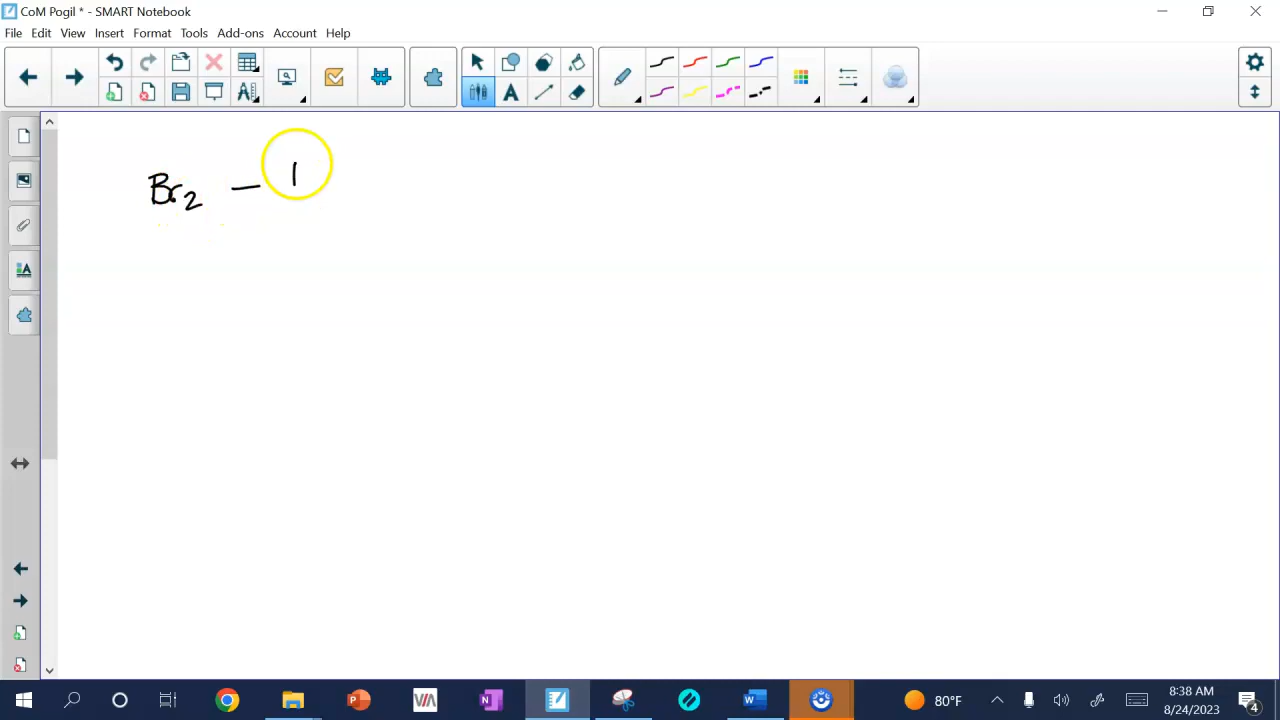 CoM Pogil * - SMART Notebook
File Edit View Insert Format Tools Add-ons Account Help
Br2 – I
80°F
8:38 AM
8/24/2023
4